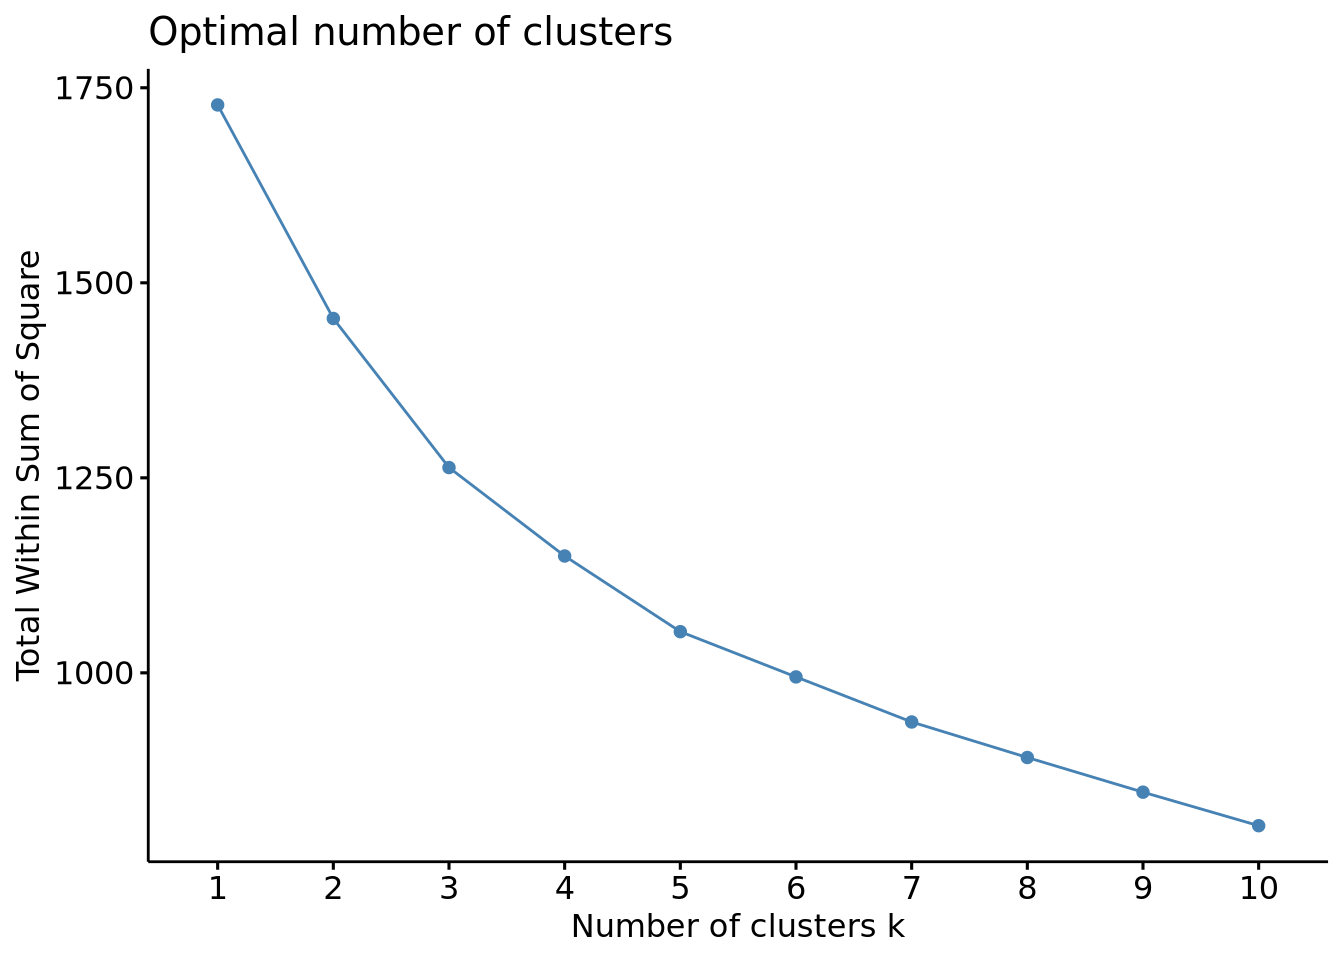 Optimal number of clusters
1750
1500
1250
1000
Total Within Sum of Square
1 2 3 4 5 6 7 8 9 10
Number of clusters k